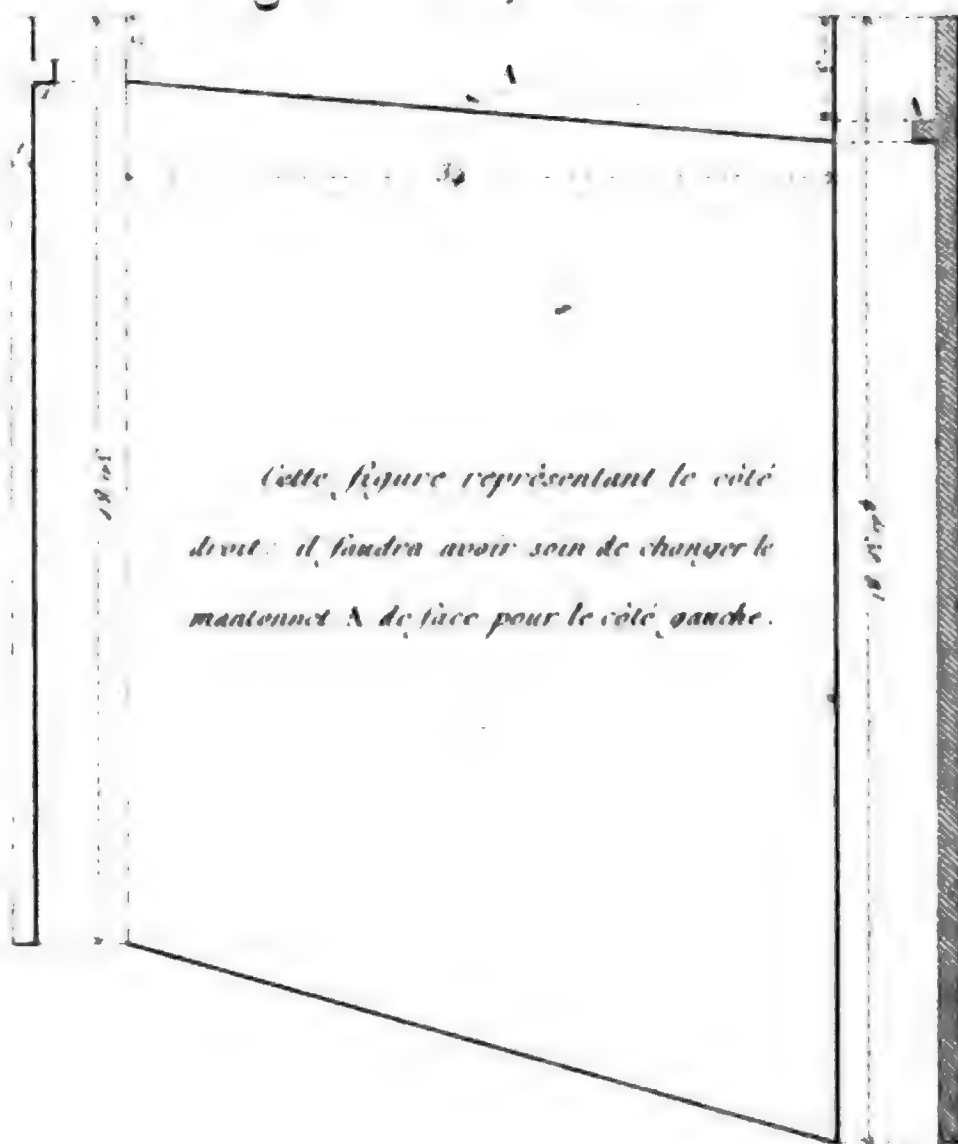 A
A
Cette figure représentant le côté
droit : il faudra avoir soin de changer le
mantonnet A de face pour le côté gauche.